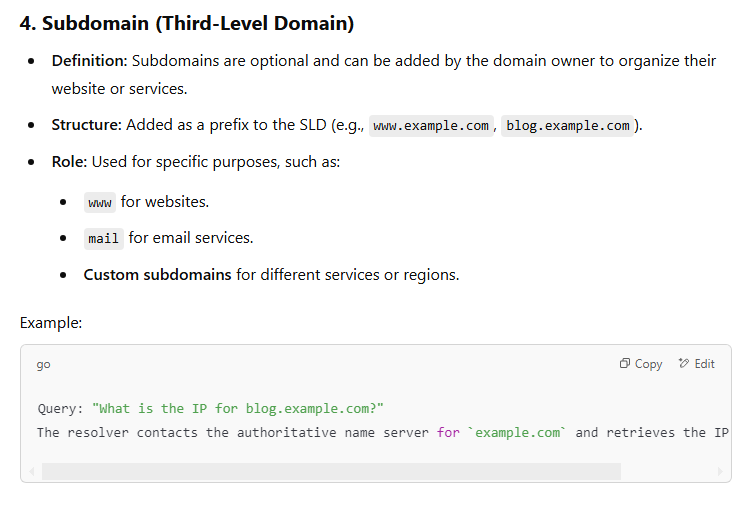 4. Subdomain (Third-Level Domain)
• Definition: Subdomains are optional and can be added by the domain owner to organize their
website or services.
• Structure: Added as a prefix to the SLD (e.g., www.example.com, blog.example.com).
• Role: Used for specific purposes, such as:
• www for websites.
• mail for email services.
• Custom subdomains for different services or regions.
Example:
go Copy Edit
Query: "What is the IP for blog.example.com?"
The resolver contacts the authoritative name server for `example.com` and retrieves the IP